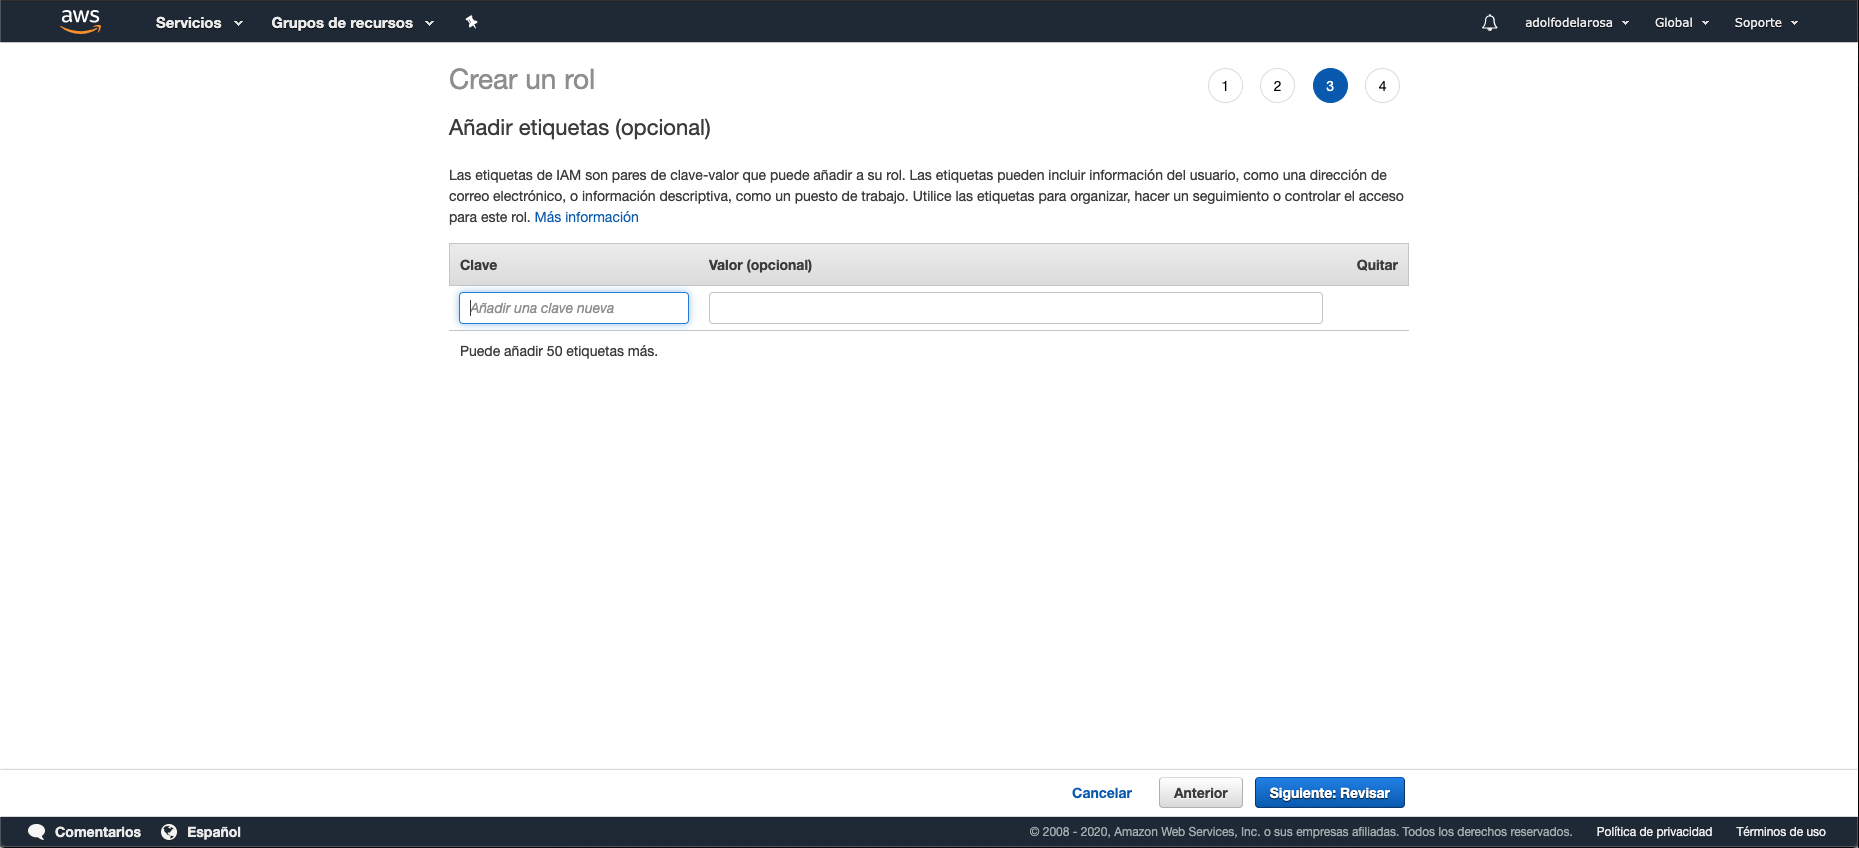 aws Servicios Grupos de recursos adolfodelarosa Global Soporte
Crear un rol 1 2 3 4
Añadir etiquetas (opcional)
Las etiquetas de IAM son pares de clave-valor que puede añadir a su rol. Las etiquetas pueden incluir información del usuario, como una dirección de
correo electrónico, o información descriptiva, como un puesto de trabajo. Utilice las etiquetas para organizar, hacer un seguimiento o controlar el acceso
para este rol. Más información
Clave Valor (opcional) Quitar
Añadir una clave nueva
Puede añadir 50 etiquetas más.
Cancelar Anterior Siguiente: Revisar
Comentarios Español © 2008 - 2020, Amazon Web Services, Inc. o sus empresas afiliadas. Todos los derechos reservados. Política de privacidad Términos de uso